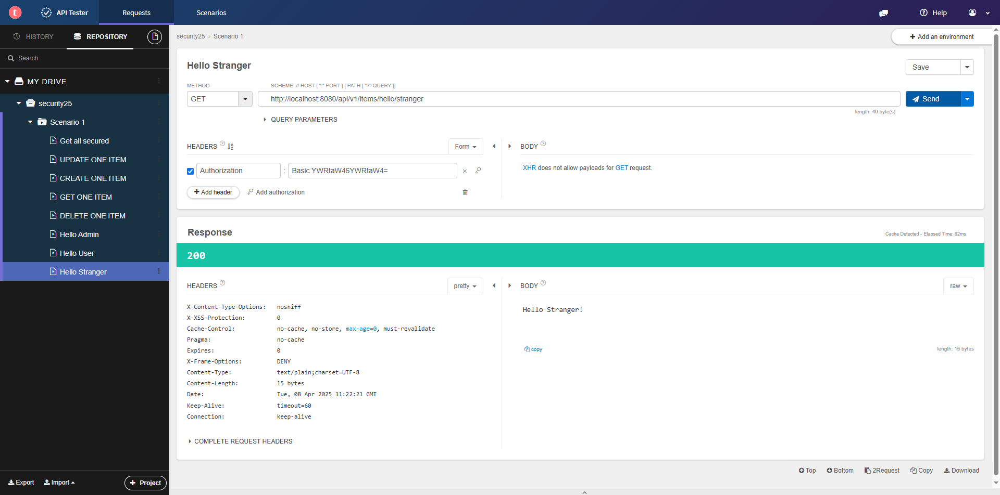 t API Tester Requests Scenarios Help
HISTORY REPOSITORY
Search
MY DRIVE
security25
Scenario 1
Get all secured
UPDATE ONE ITEM
CREATE ONE ITEM
GET ONE ITEM
DELETE ONE ITEM
Hello Admin
Hello User
Hello Stranger
Export Import + Project
security25 › Scenario 1
+ Add an environment
Hello Stranger
Save
METHOD SCHEME :// HOST [ ":" PORT ] [ PATH [ "?" QUERY ]]
GET http://localhost:8080/api/v1/items/hello/stranger Send
length: 49 byte(s)
QUERY PARAMETERS
HEADERS ? Form BODY ?
Authorization : Basic YWRtaW46YWRtaW4= ×
XHR does not allow payloads for GET request.
+ Add header Add authorization
Response
Cache Detected - Elapsed Time: 62ms
200
HEADERS ? pretty BODY ? raw
X-Content-Type-Options: nosniff
X-XSS-Protection: 0
Cache-Control: no-cache, no-store, max-age=0, must-revalidate
Pragma: no-cache
Expires: 0
X-Frame-Options: DENY
Content-Type: text/plain;charset=UTF-8
Content-Length: 15 bytes
Date: Tue, 08 Apr 2025 11:22:21 GMT
Keep-Alive: timeout=60
Connection: keep-alive
Hello Stranger!
copy length: 15 bytes
COMPLETE REQUEST HEADERS
Top Bottom 2Request Copy Download